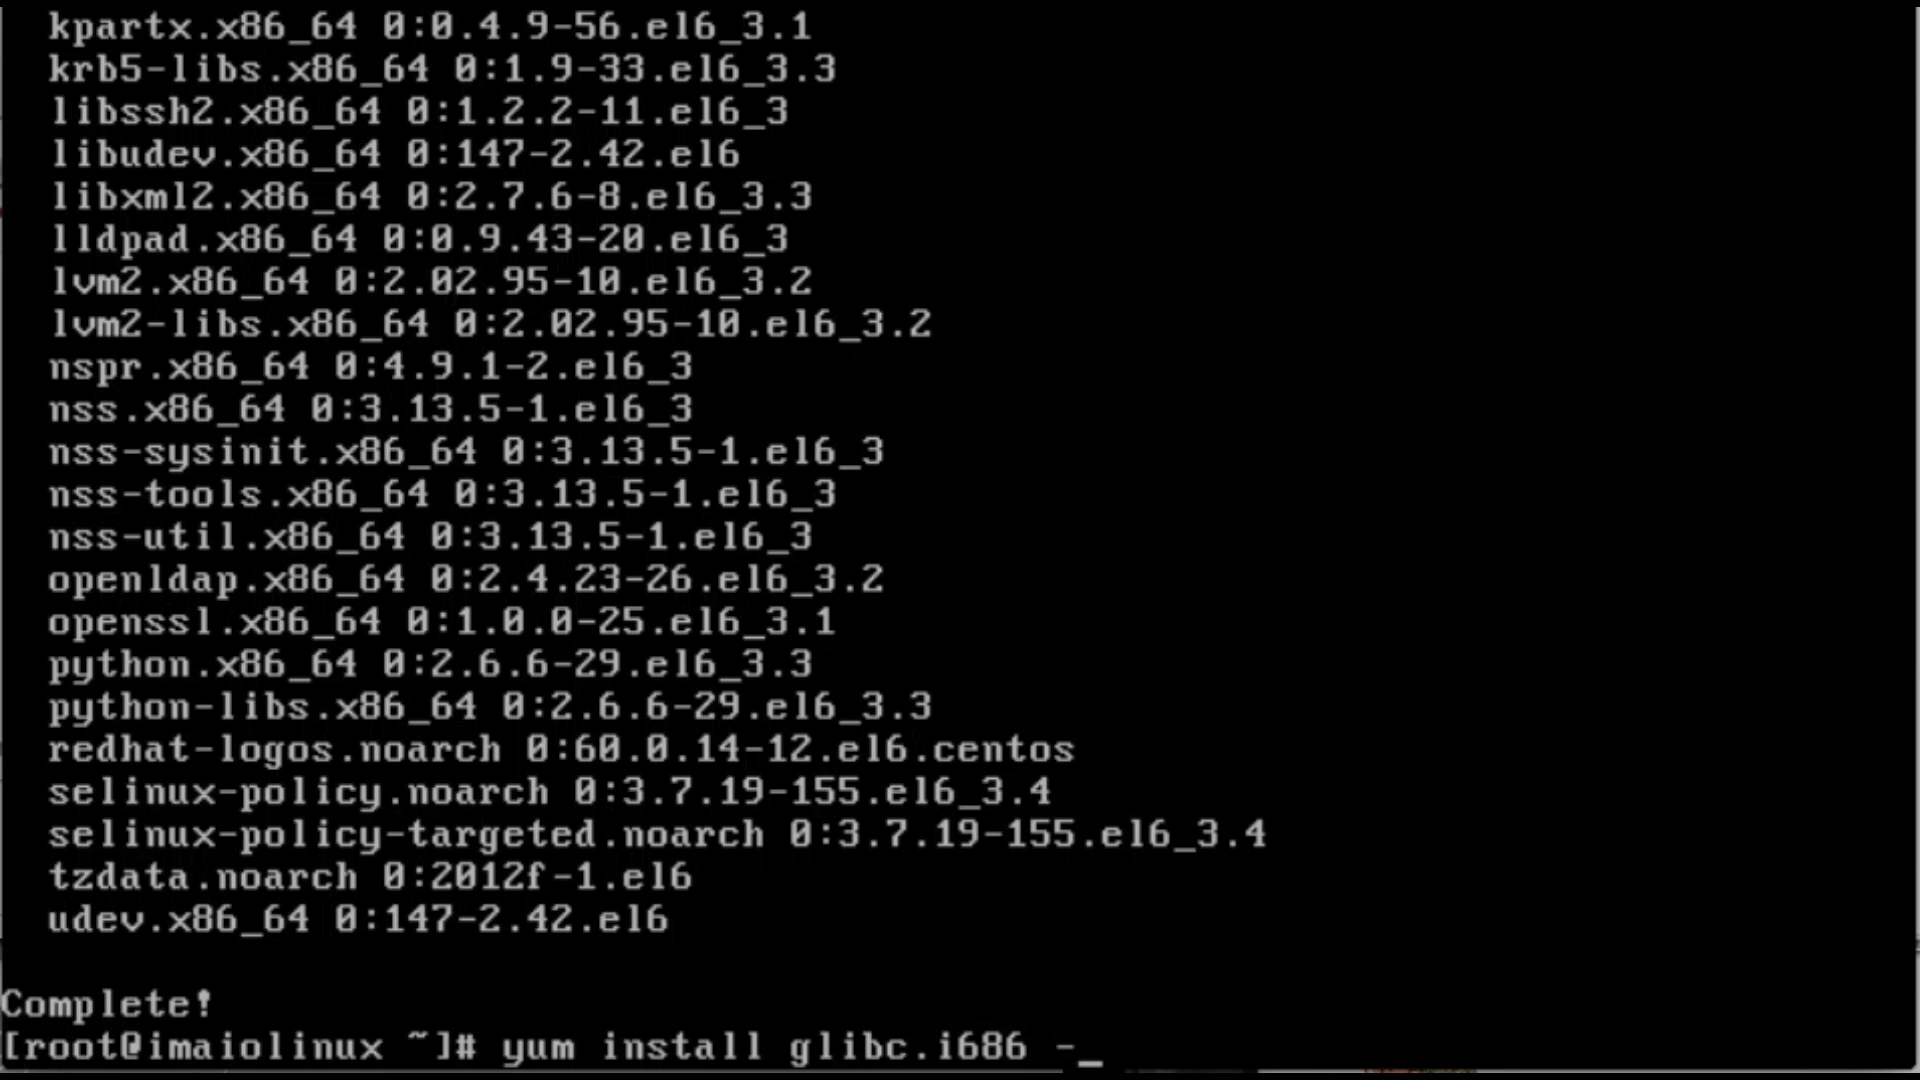 kpartx.x86_64 0:0.4.9-56.el6_3.1
krb5-libs.x86_64 0:1.9-33.el6_3.3
libssh2.x86_64 0:1.2.2-11.el6_3
libudev.x86_64 0:147-2.42.el6
libxml2.x86_64 0:2.7.6-8.el6_3.3
lldpad.x86_64 0:0.9.43-20.el6_3
lvm2.x86_64 0:2.02.95-10.el6_3.2
lvm2-libs.x86_64 0:2.02.95-10.el6_3.2
nspr.x86_64 0:4.9.1-2.el6_3
nss.x86_64 0:3.13.5-1.el6_3
nss-sysinit.x86_64 0:3.13.5-1.el6_3
nss-tools.x86_64 0:3.13.5-1.el6_3
nss-util.x86_64 0:3.13.5-1.el6_3
openldap.x86_64 0:2.4.23-26.el6_3.2
openssl.x86_64 0:1.0.0-25.el6_3.1
python.x86_64 0:2.6.6-29.el6_3.3
python-libs.x86_64 0:2.6.6-29.el6_3.3
redhat-logos.noarch 0:60.0.14-12.el6.centos
selinux-policy.noarch 0:3.7.19-155.el6_3.4
selinux-policy-targeted.noarch 0:3.7.19-155.el6_3.4
tzdata.noarch 0:2012f-1.el6
udev.x86_64 0:147-2.42.el6
Complete!
[root@imaiolinux ~]# yum install glibc.i686 -_